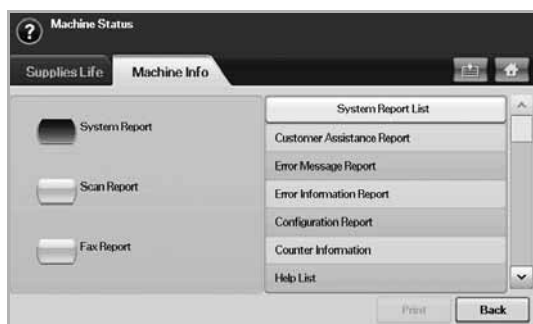 Machine Status
Supplies Life
Machine Info
System Report
Scan Report
Fax Report
System Report List
Customer Assistance Report
Error Message Report
Error Information Report
Configuration Report
Counter Information
Help List
Print
Back